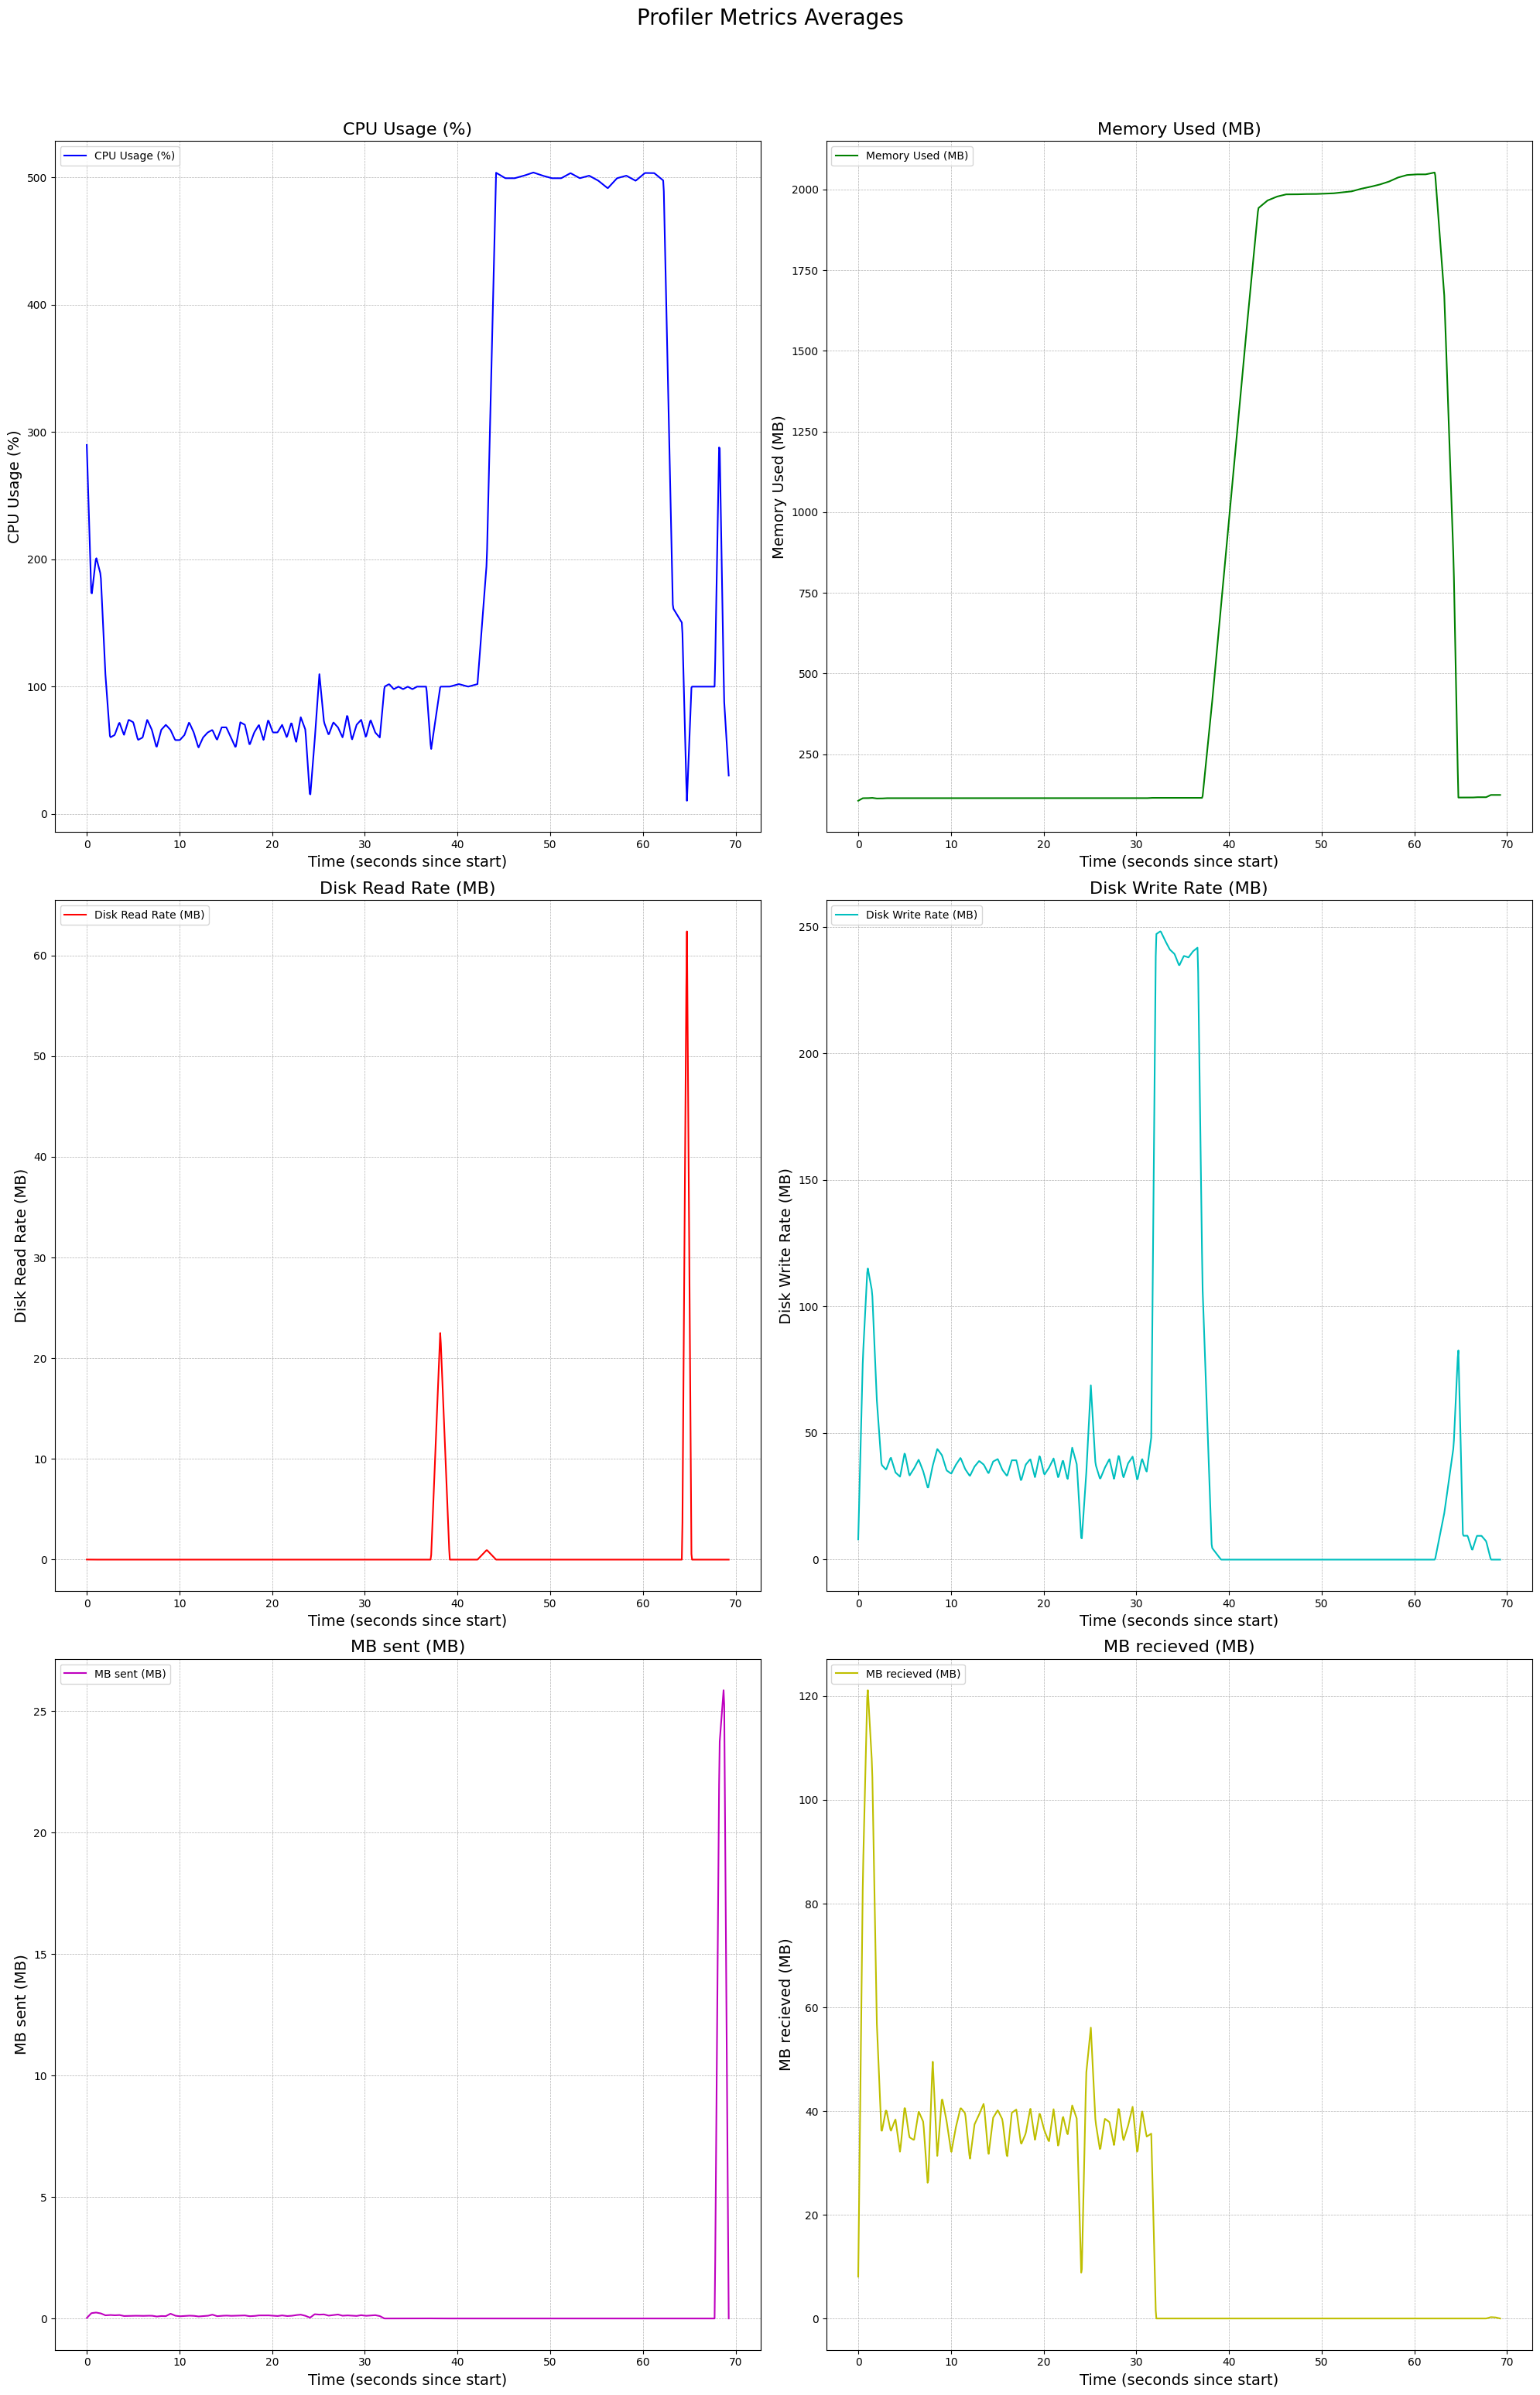 Profiler Metrics Averages
CPU Usage (%)
CPU Usage (%)
CPU Usage (%)
500
400
300
200
100
0
0 10 20 30 40 50 60 70
Time (seconds since start)
Memory Used (MB)
Memory Used (MB)
Memory Used (MB)
2000
1750
1500
1250
1000
750
500
250
0 10 20 30 40 50 60 70
Time (seconds since start)
Disk Read Rate (MB)
Disk Read Rate (MB)
Disk Read Rate (MB)
60
50
40
30
20
10
0
0 10 20 30 40 50 60 70
Time (seconds since start)
Disk Write Rate (MB)
Disk Write Rate (MB)
Disk Write Rate (MB)
250
200
150
100
50
0
0 10 20 30 40 50 60 70
Time (seconds since start)
MB sent (MB)
MB sent (MB)
MB sent (MB)
25
20
15
10
5
0
0 10 20 30 40 50 60 70
Time (seconds since start)
MB recieved (MB)
MB recieved (MB)
MB recieved (MB)
120
100
80
60
40
20
0
0 10 20 30 40 50 60 70
Time (seconds since start)